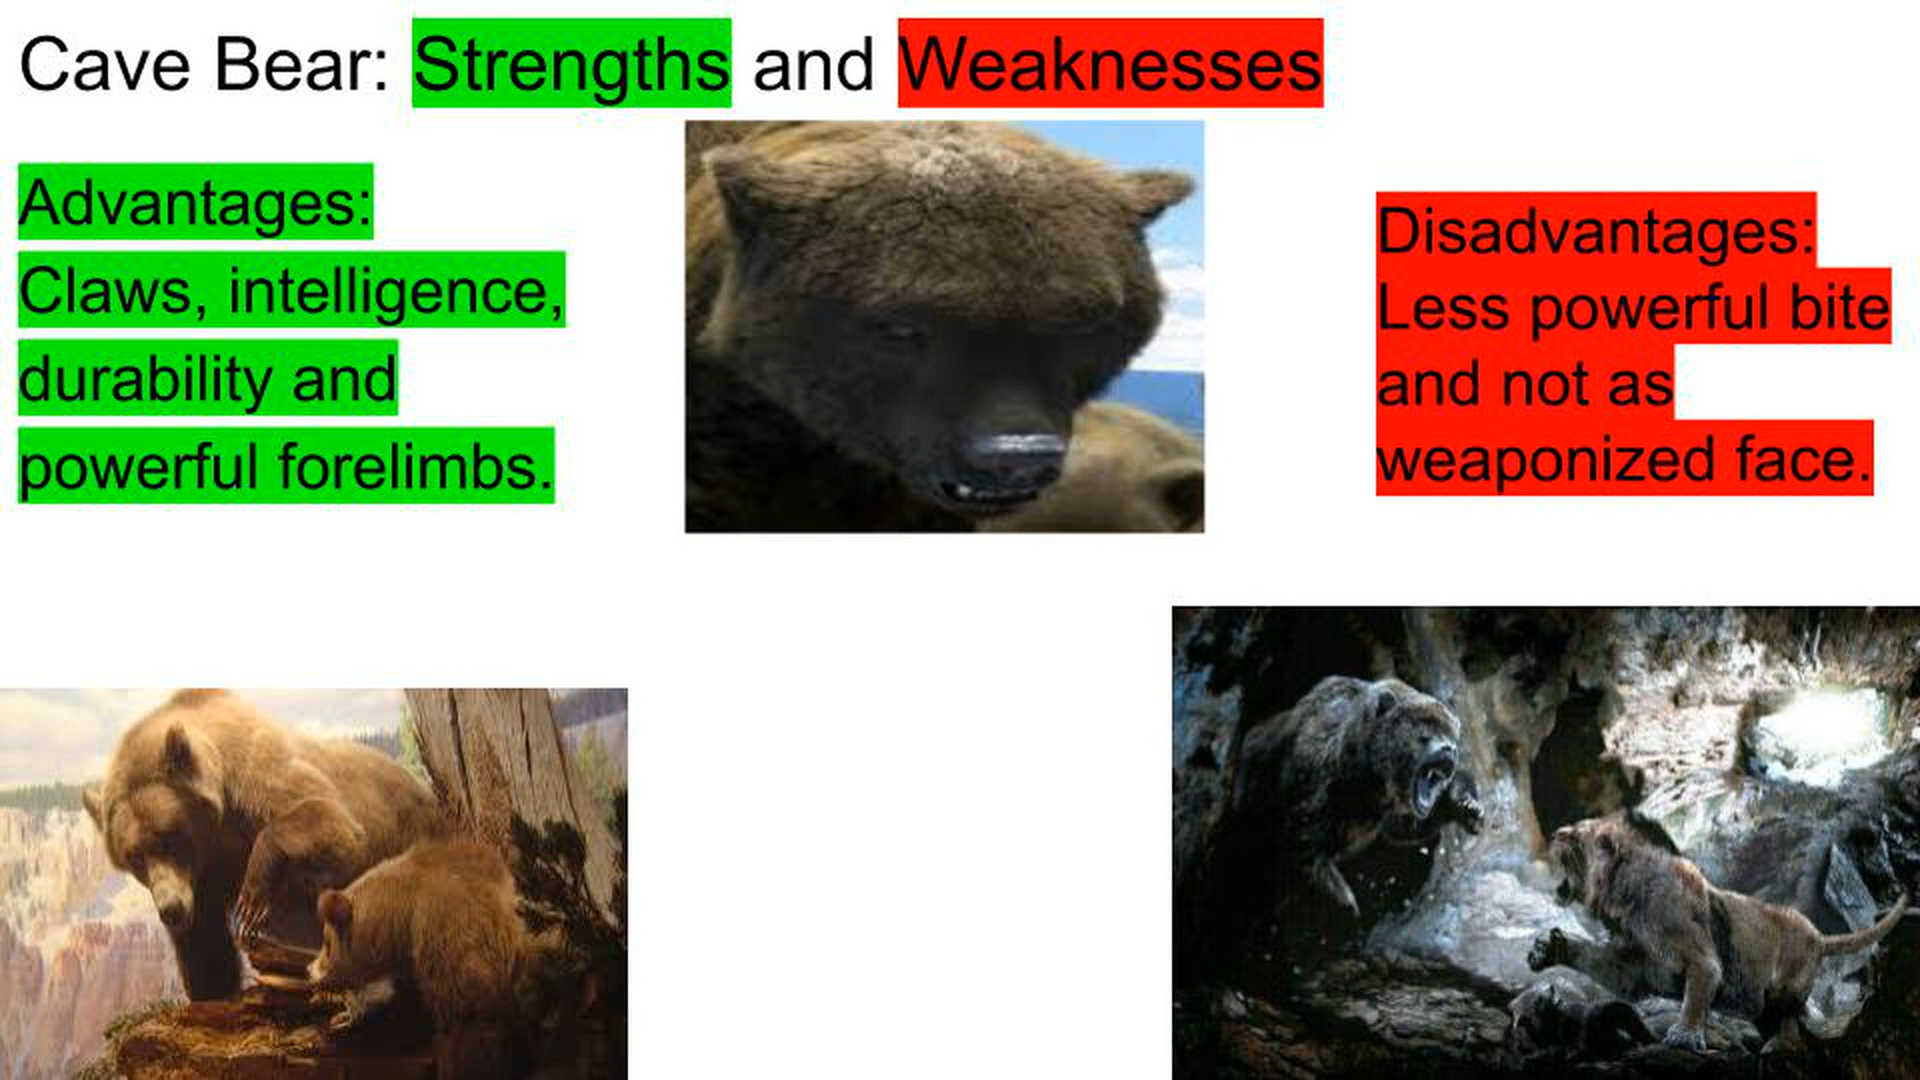 Cave Bear: Strengths and Weaknesses
Advantages:
Claws, intelligence,
durability and
powerful forelimbs.
Disadvantages:
Less powerful bite
and not as
weaponized face.